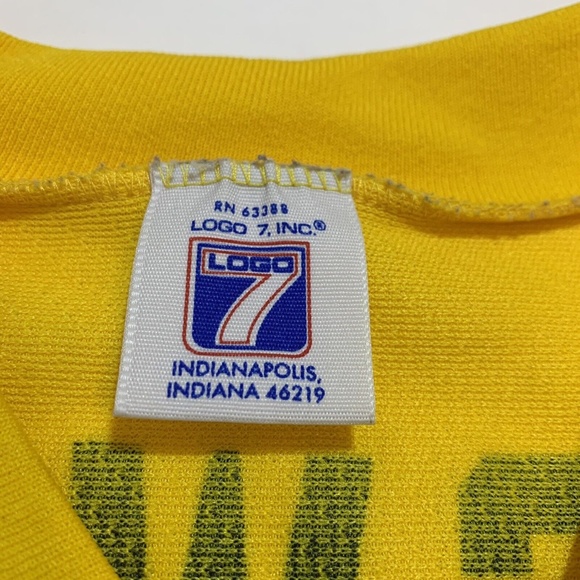 RN 63388
LOGO 7, INC.®
LOGO
7
INDIANAPOLIS,
INDIANA 46219